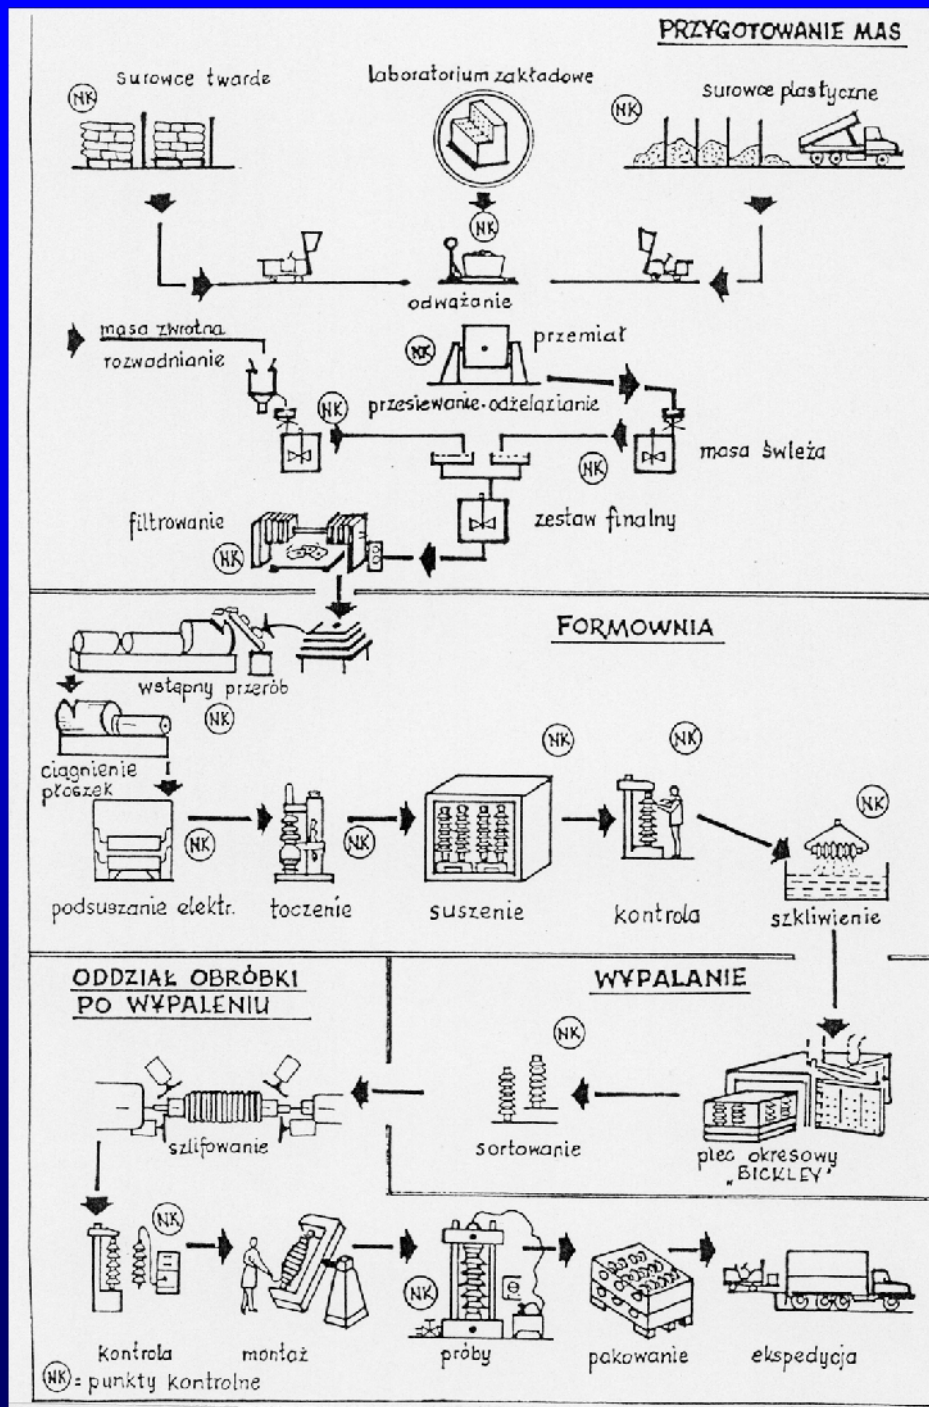 PRZYGOTOWANIE MAS
surowce twarde
NK
laboratorium zakładowe
NK
surowce plastyczne
NK
odważanie
masa zwrotna
rozwadnianie
NK
przemiał
NK
przesiewanie-odżelązianie
masa świeża
NK
zestaw finalny
filtrowanie
NK
FORMOWNIA
wstępny przerób
NK
ciągnienie
płoszek
NK
podsuszanie elektr.
NK
toczenie
NK
suszenie
NK
kontrola
NK
szkliwienie
WYPALANIE
NK
sortowanie
piec okresowy
„BICKLEY"
ODDZIAŁ OBRÓBKI
PO WYPALENIU
szlifowanie
NK
kontrola
montaż
NK
próby
pakowanie
ekspedycja
NK = punkty kontrolne